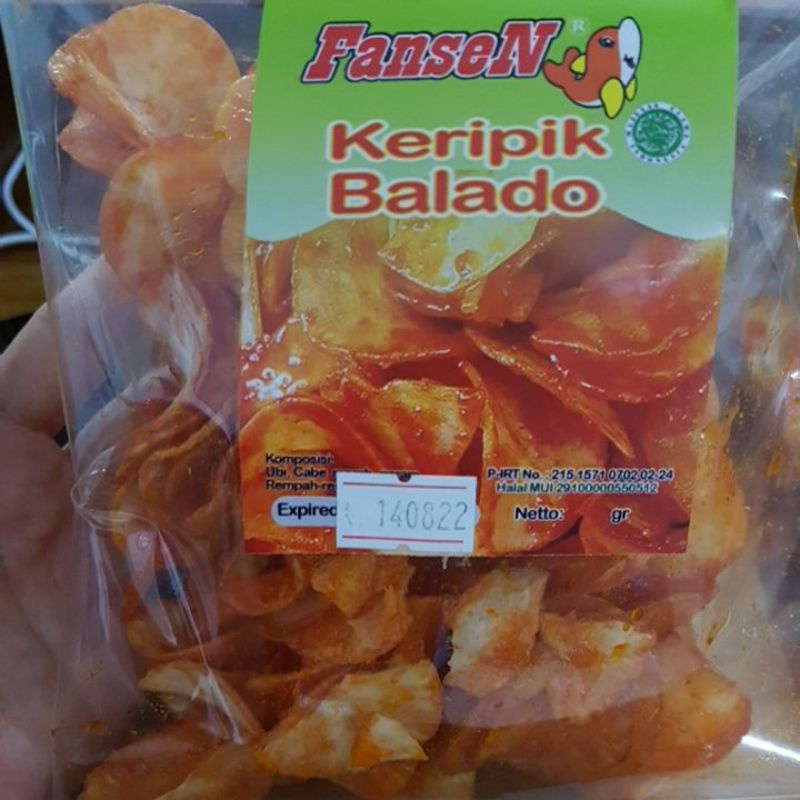 FanseN ®
Keripik
Balado
Komposisi
Ubi, Cabe
Rempah-re
Expired
140822
P-IRT No. : 215 1571 0702 02-24
Halal MUI 29100000550512
Netto: gr